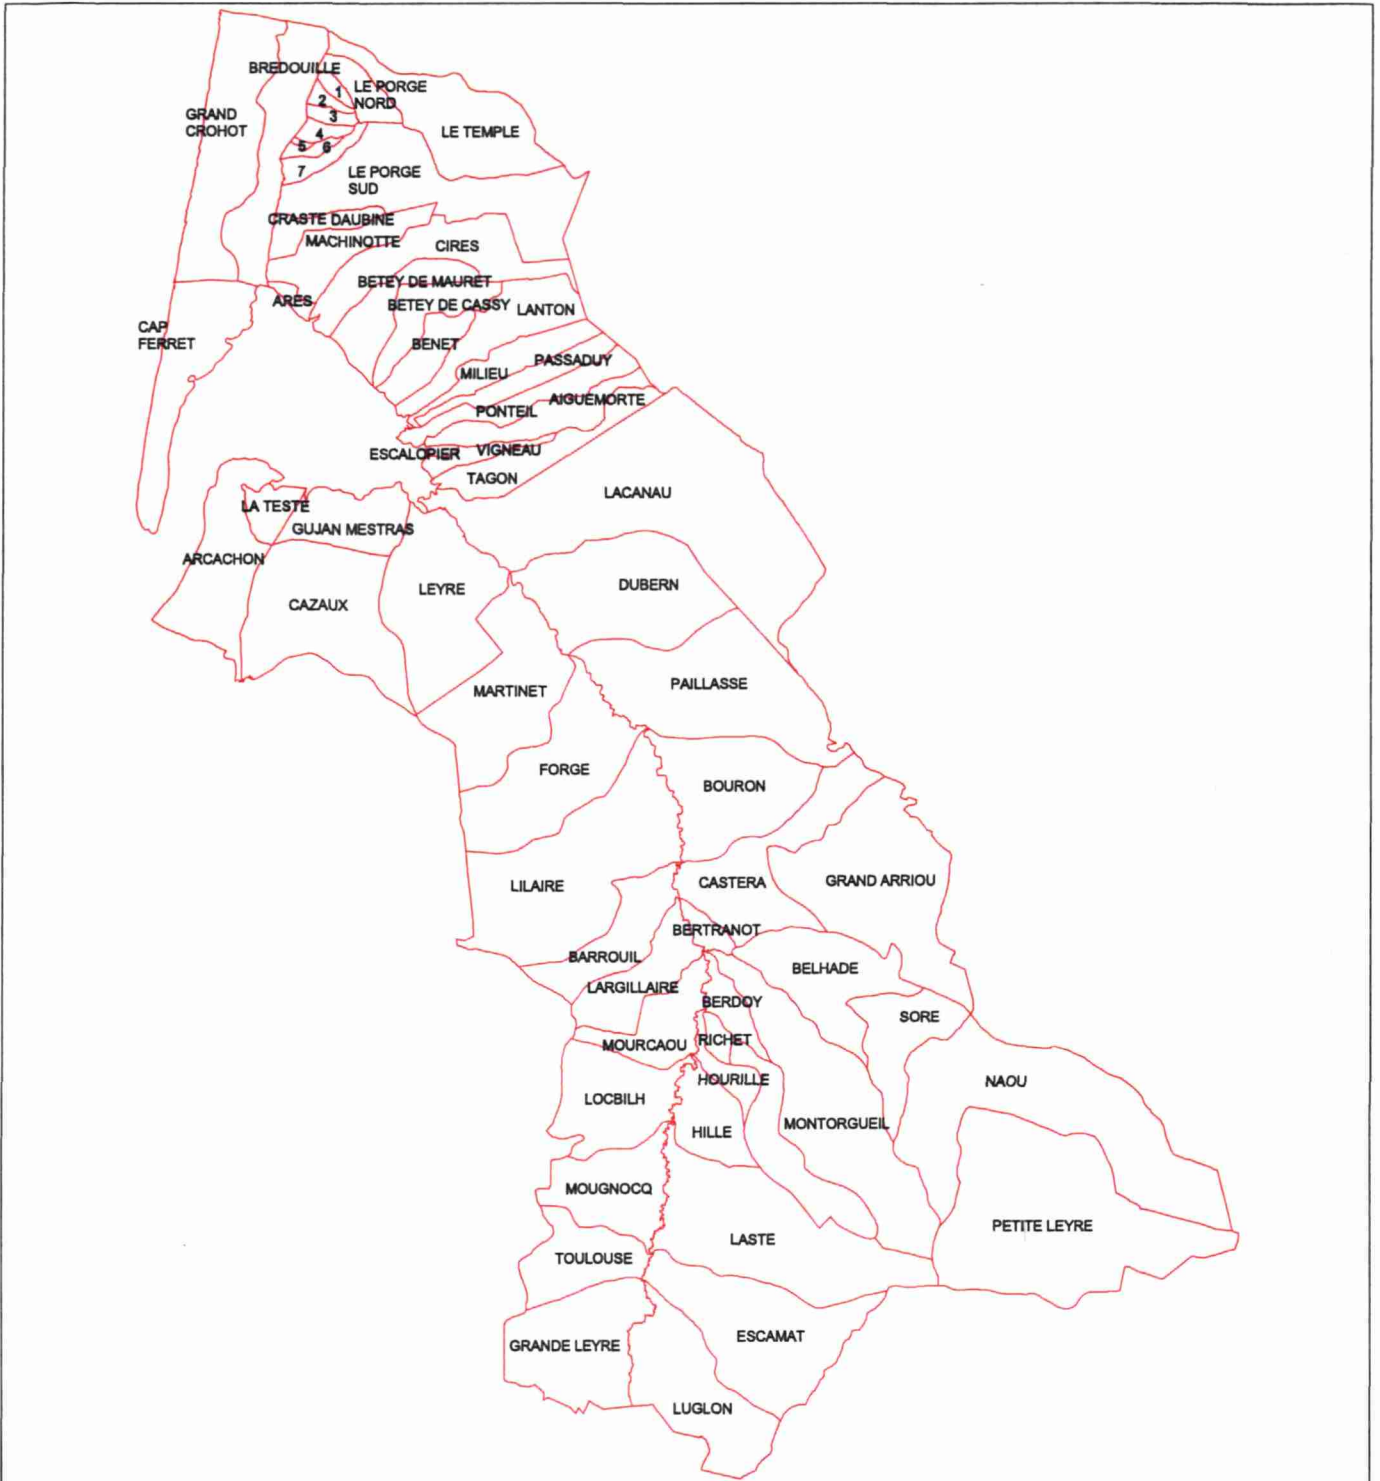 BREDOUILLE
1
LE PORGE
NORD
2
GRAND
CROHOT
3
4
LE TEMPLE
5
6
7
LE PORGE
SUD
CRASTE DAUBINE
MACHINOTTE
CIRES
BETEY DE MAURET
ARES
BETEY DE CASSY
LANTON
CAP
FERRET
BENET
PASSADUY
MILIEU
AIGUEMORTE
PONTEIL
ESCALOPIER
VIGNEAU
TAGON
LACANAU
LA TESTE
GUJAN MESTRAS
ARCACHON
DUBERN
LEYRE
CAZAUX
PAILLASSE
MARTINET
FORGE
BOURON
LILAIRE
CASTERA
GRAND ARRIOU
BERTRANOT
BARROUIL
BELHADE
LARGILLAIRE
BERDOY
SORE
MOURCAOU
RICHET
HOURILLE
NAOU
LOCBILH
MONTORGUEIL
HILLE
MOUGNOCQ
PETITE LEYRE
LASTE
TOULOUSE
ESCAMAT
GRANDE LEYRE
LUGLON